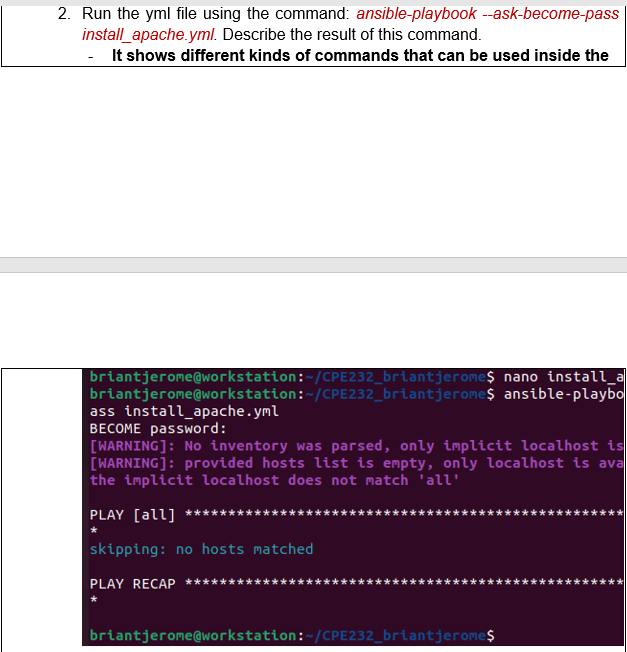 2. Run the yml file using the command: ansible-playbook --ask-become-pass
install_apache.yml. Describe the result of this command.
- It shows different kinds of commands that can be used inside the
briantjerome@workstation:~/CPE232_briantjerome$ nano install_a
briantjerome@workstation:~/CPE232_briantjerome$ ansible-playbo
ass install_apache.yml
BECOME password:
[WARNING]: No inventory was parsed, only implicit localhost is
[WARNING]: provided hosts list is empty, only localhost is ava
the implicit localhost does not match 'all'
PLAY [all] ***************************************************
*
skipping: no hosts matched
PLAY RECAP ***************************************************
*
briantjerome@workstation:~/CPE232_briantjerome$